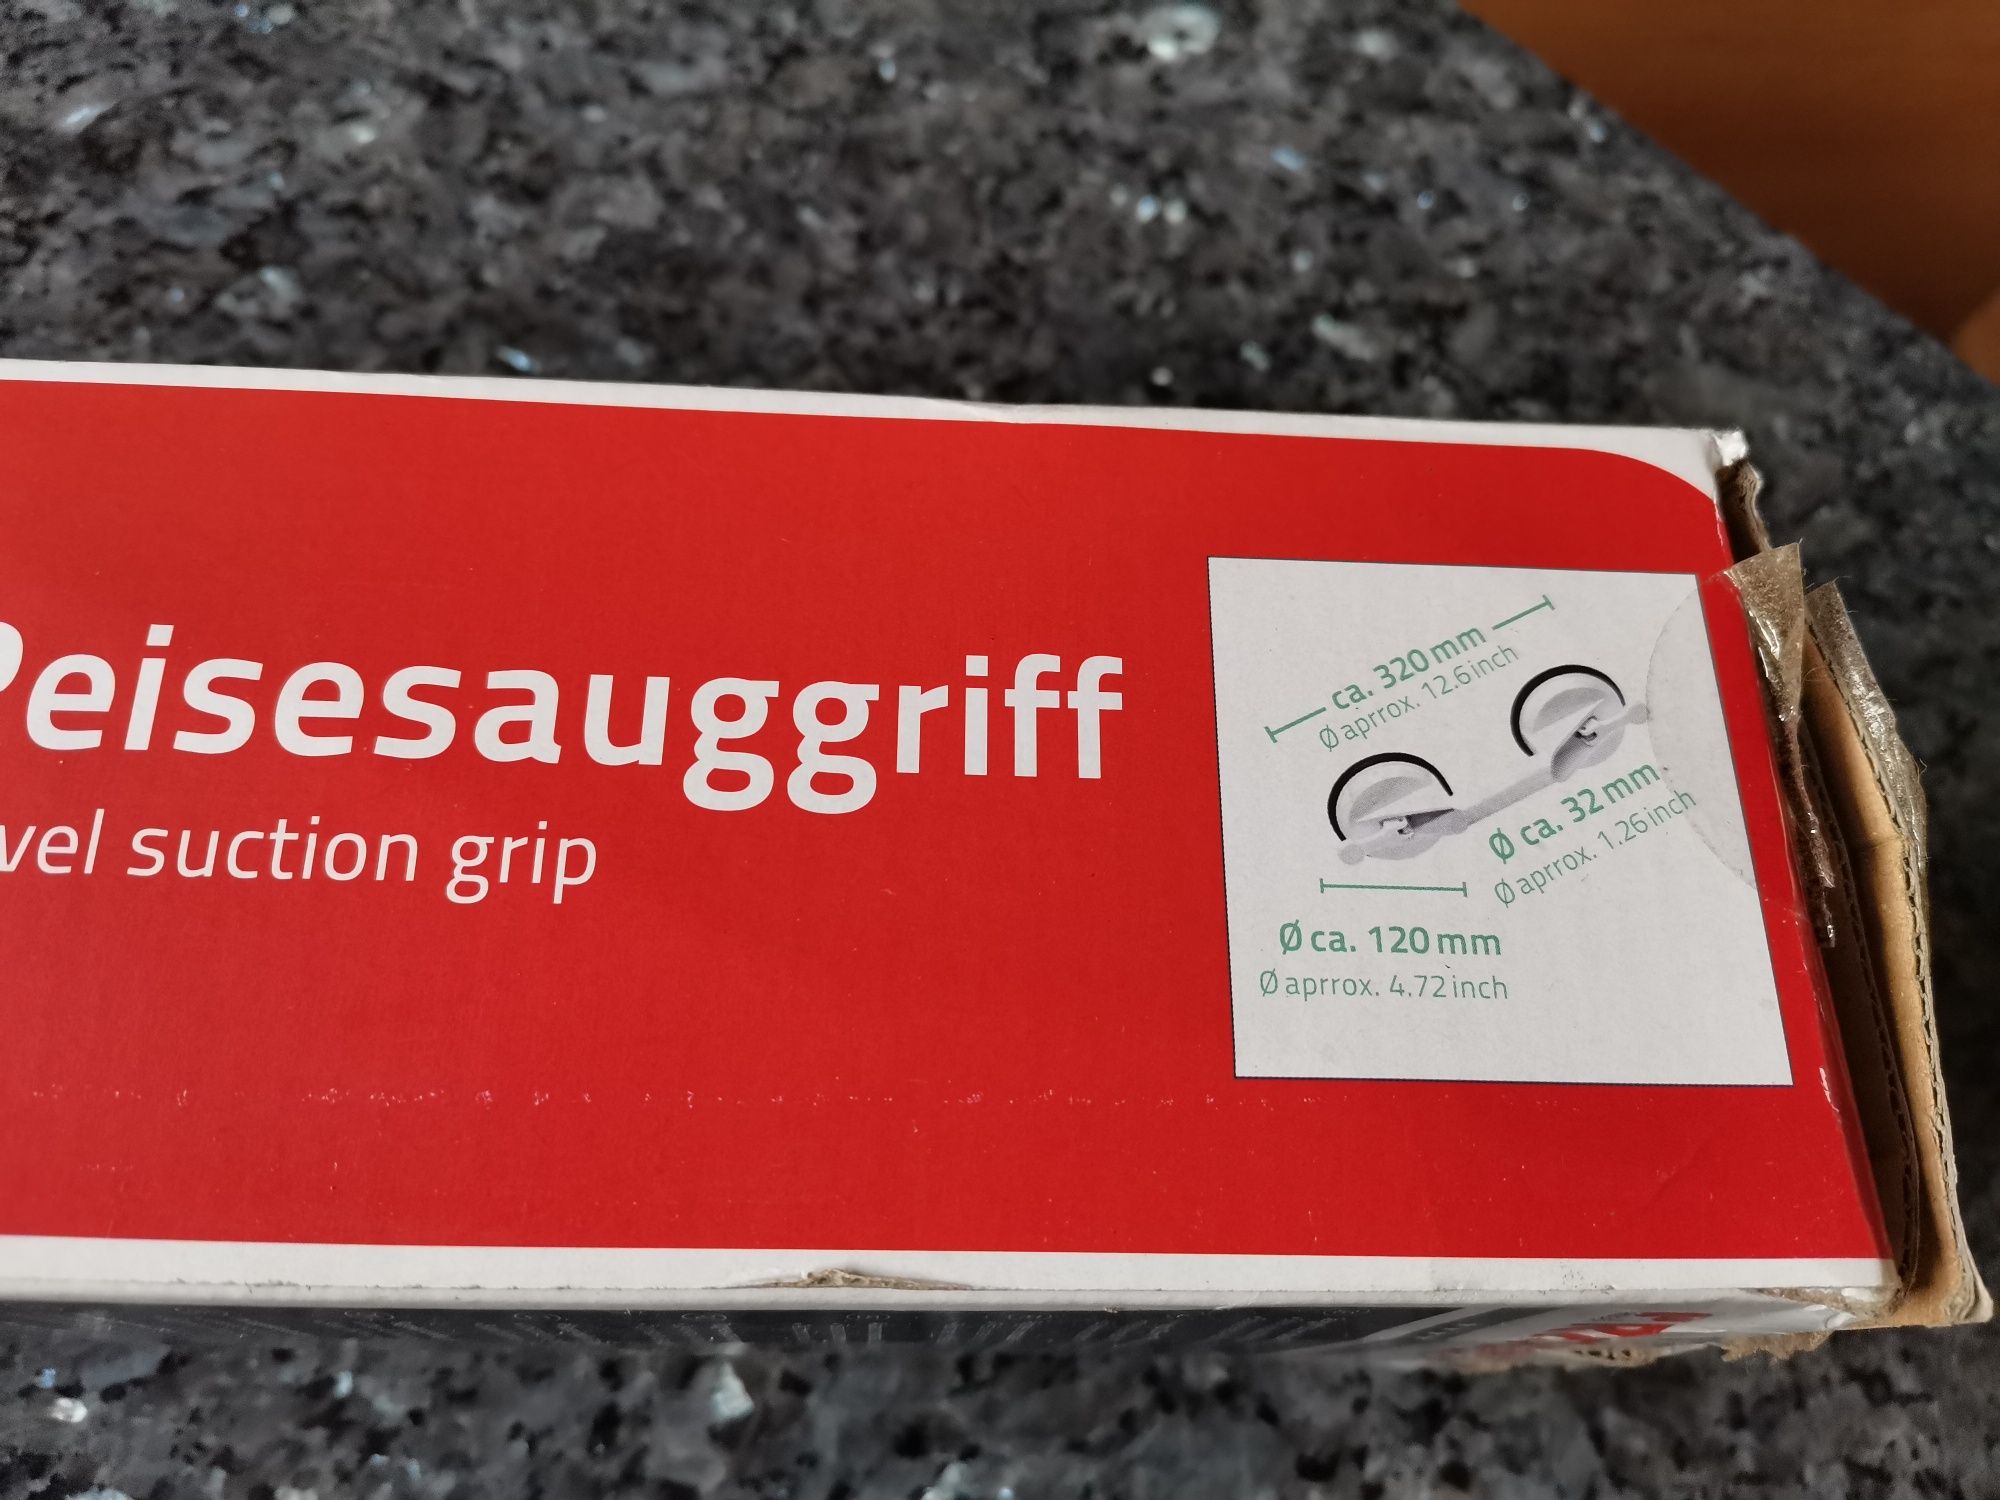 Reisesauggriff
vel suction grip
ca. 320 mm
Ø aprrox. 12.6 inch
Ø ca. 32 mm
Ø aprrox. 1.26 inch
Ø ca. 120 mm
Ø aprrox. 4.72 inch